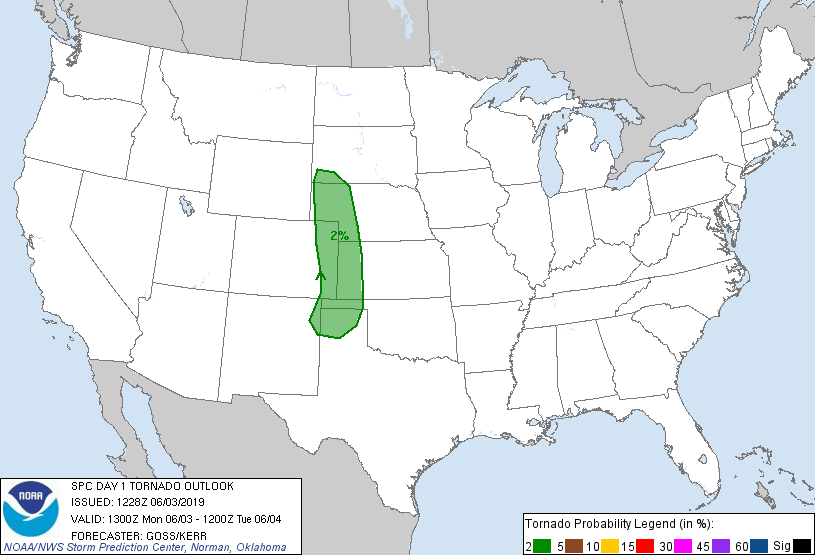 2%
SPC DAY 1 TORNADO OUTLOOK
ISSUED: 1228Z 06/03/2019
VALID: 1300Z Mon 06/03 - 1200Z Tue 06/04
FORECASTER: GOSS/KERR
NOAA/NWS Storm Prediction Center, Norman, Oklahoma
NOAA
Tornado Probability Legend (in %):
2 5 10 15 30 45 60 Sig